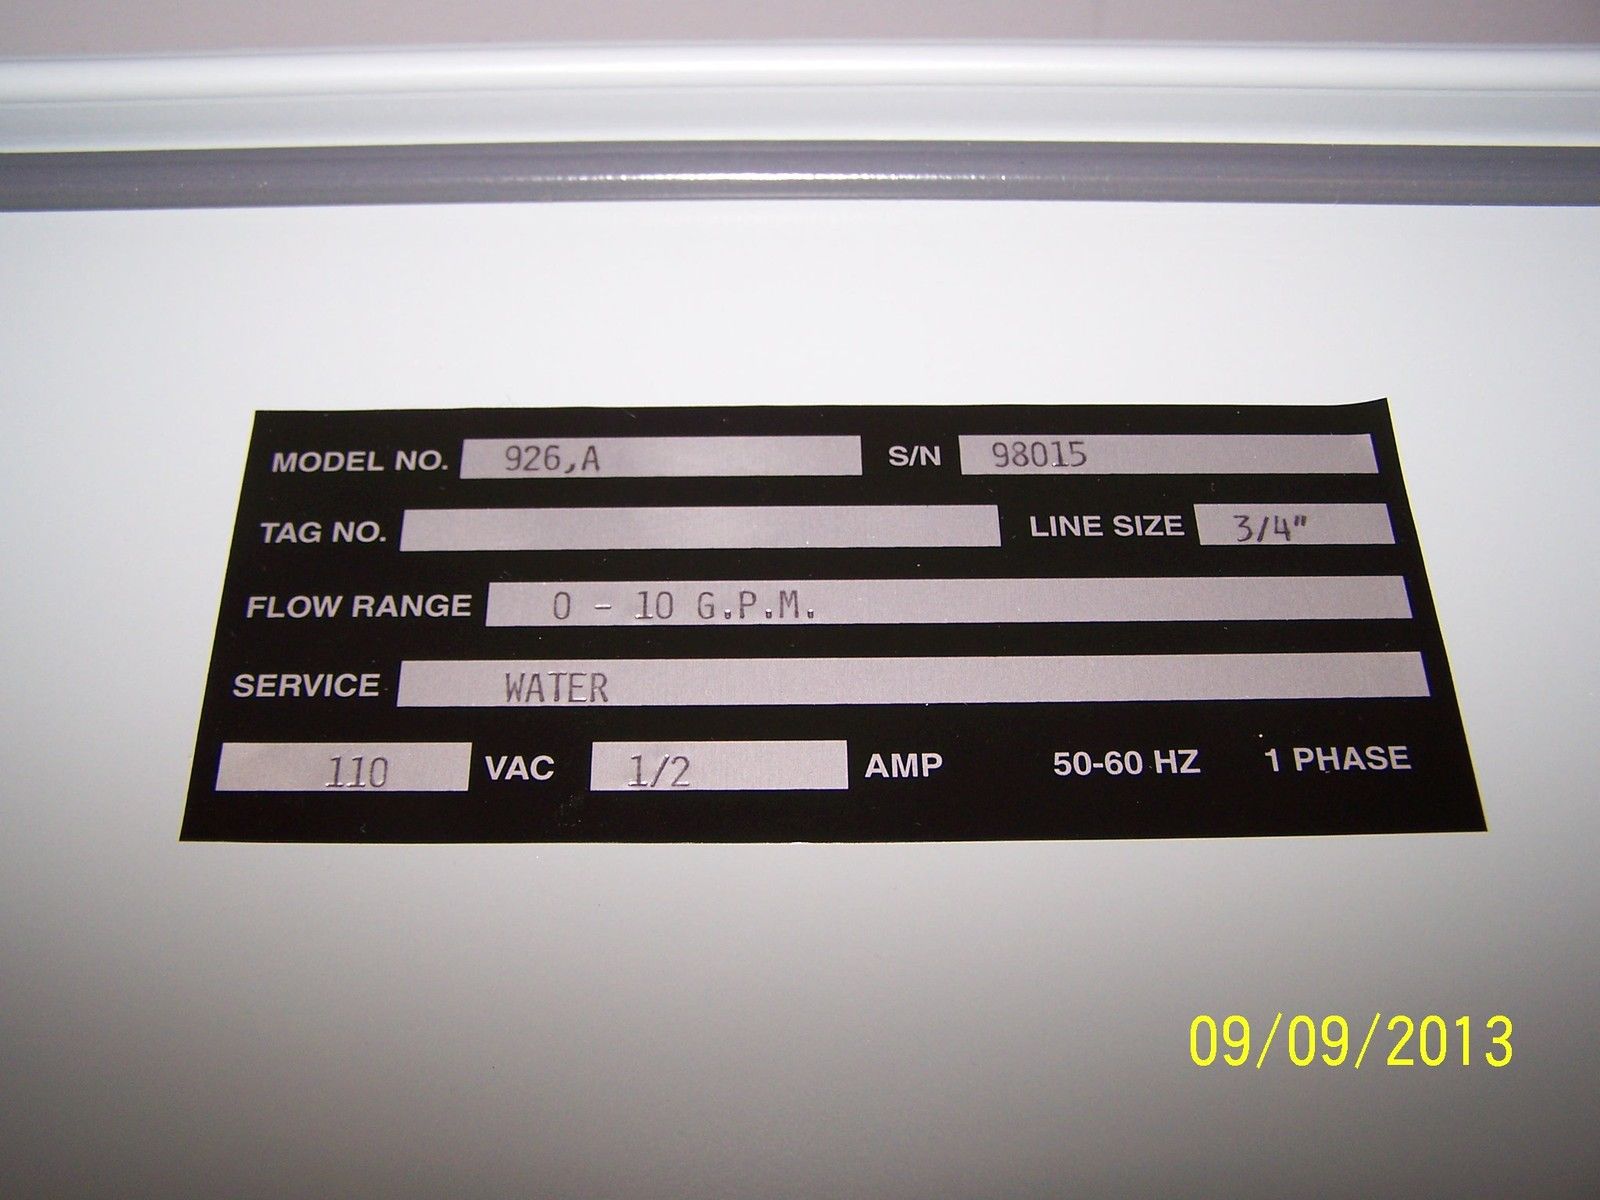 MODEL NO. 926,A S/N 98015
TAG NO. LINE SIZE 3/4"
FLOW RANGE 0 - 10 G.P.M.
SERVICE WATER
110 VAC 1/2 AMP 50-60 HZ 1 PHASE
09/09/2013